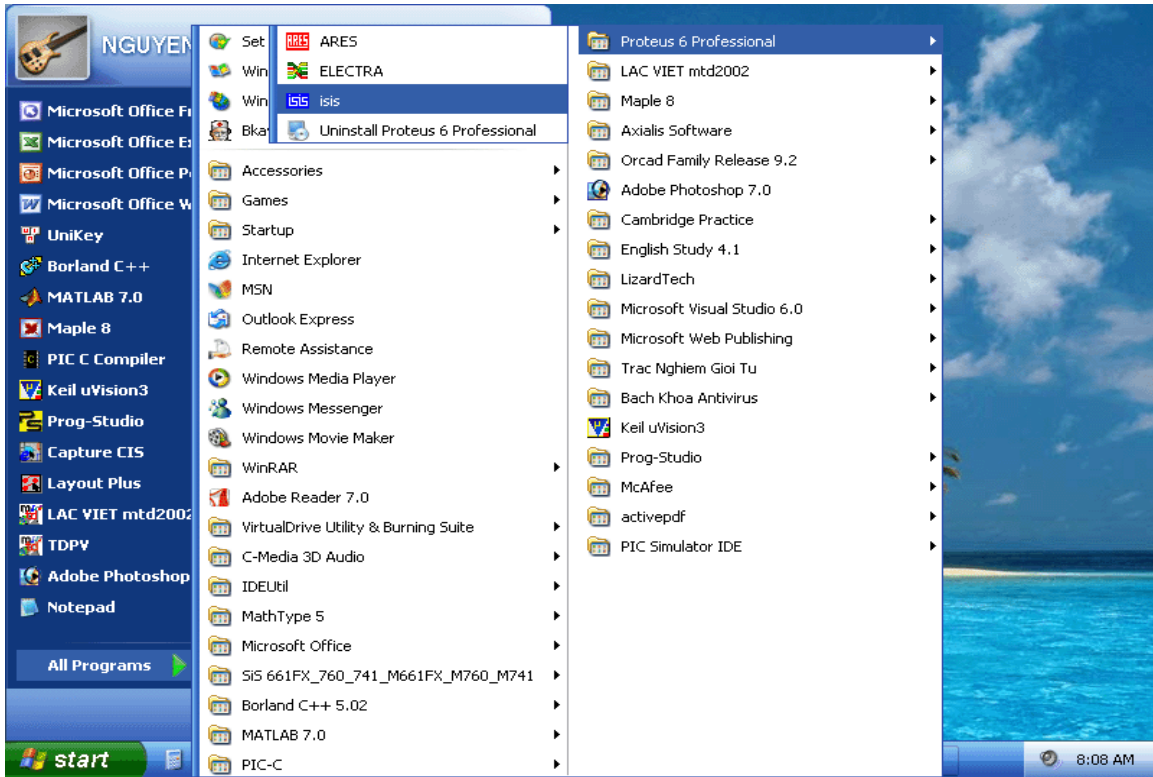 NGUYEN
Microsoft Office
Microsoft Office
Microsoft Office
Microsoft Office
UniKey
Borland C++
MATLAB 7.0
Maple 8
PIC C Compiler
Keil uVision3
Prog-Studio
Capture CIS
Layout Plus
LAC VIET mtd2002
TDPV
Adobe Photoshop
Notepad
All Programs
start
Set
Win
Win
Bka
Accessories
Games
Startup
Internet Explorer
MSN
Outlook Express
Remote Assistance
Windows Media Player
Windows Messenger
Windows Movie Maker
WinRAR
Adobe Reader 7.0
VirtualDrive Utility & Burning Suite
C-Media 3D Audio
IDEUtil
MathType 5
Microsoft Office
SiS 661FX_760_741_M661FX_M760_M741
Borland C++ 5.02
MATLAB 7.0
PIC-C
ARES ARES
ELECTRA
isis isis
Uninstall Proteus 6 Professional
Proteus 6 Professional
LAC VIET mtd2002
Maple 8
Axialis Software
Orcad Family Release 9.2
Adobe Photoshop 7.0
Cambridge Practice
English Study 4.1
LizardTech
Microsoft Visual Studio 6.0
Microsoft Web Publishing
Trac Nghiem Gioi Tu
Bach Khoa Antivirus
Keil uVision3
Prog-Studio
McAfee
activepdf
PIC Simulator IDE
8:08 AM